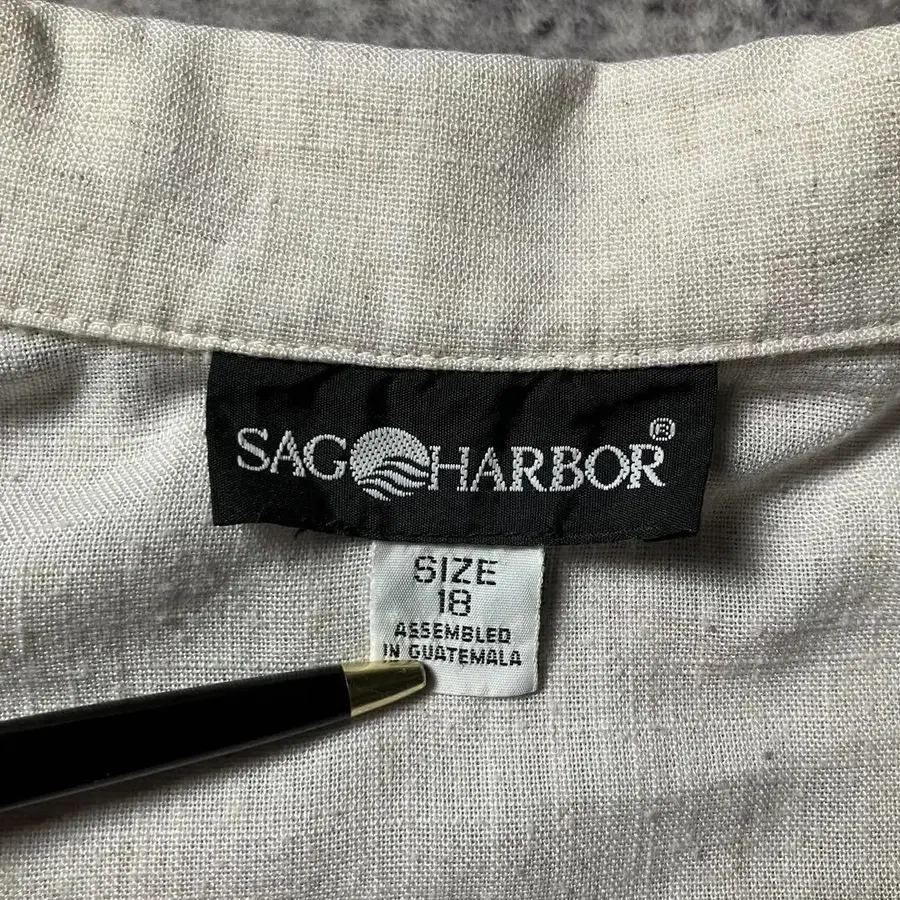 SAG HARBOR®
SIZE
18
ASSEMBLED
IN GUATEMALA